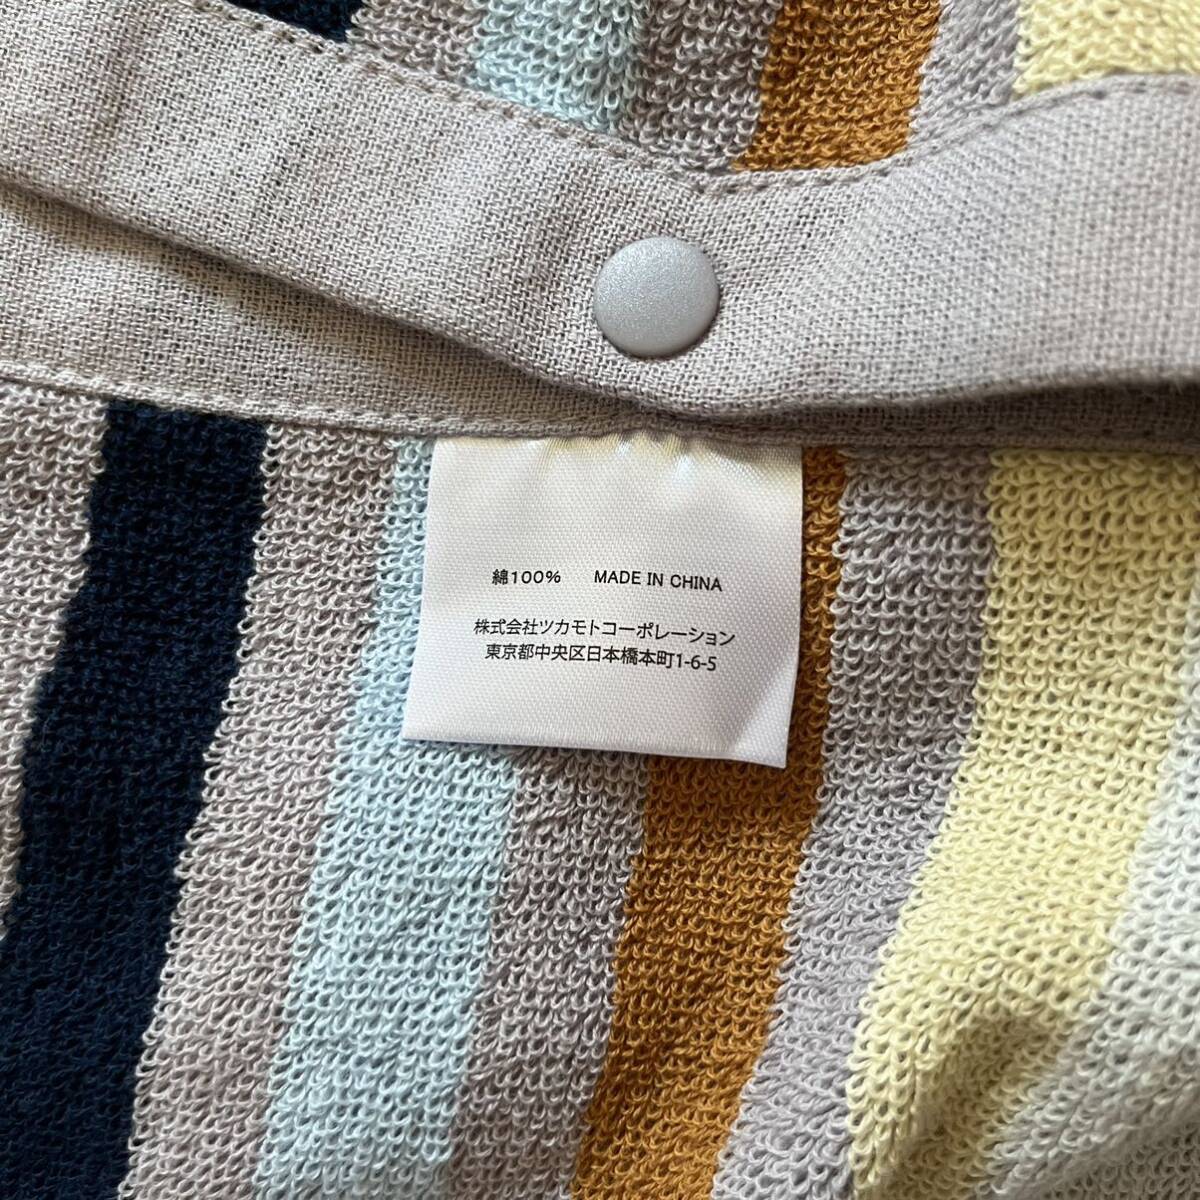 綿100% MADE IN CHINA
株式会社ツカモトコーポレーション
東京都中央区日本橋本町1-6-5